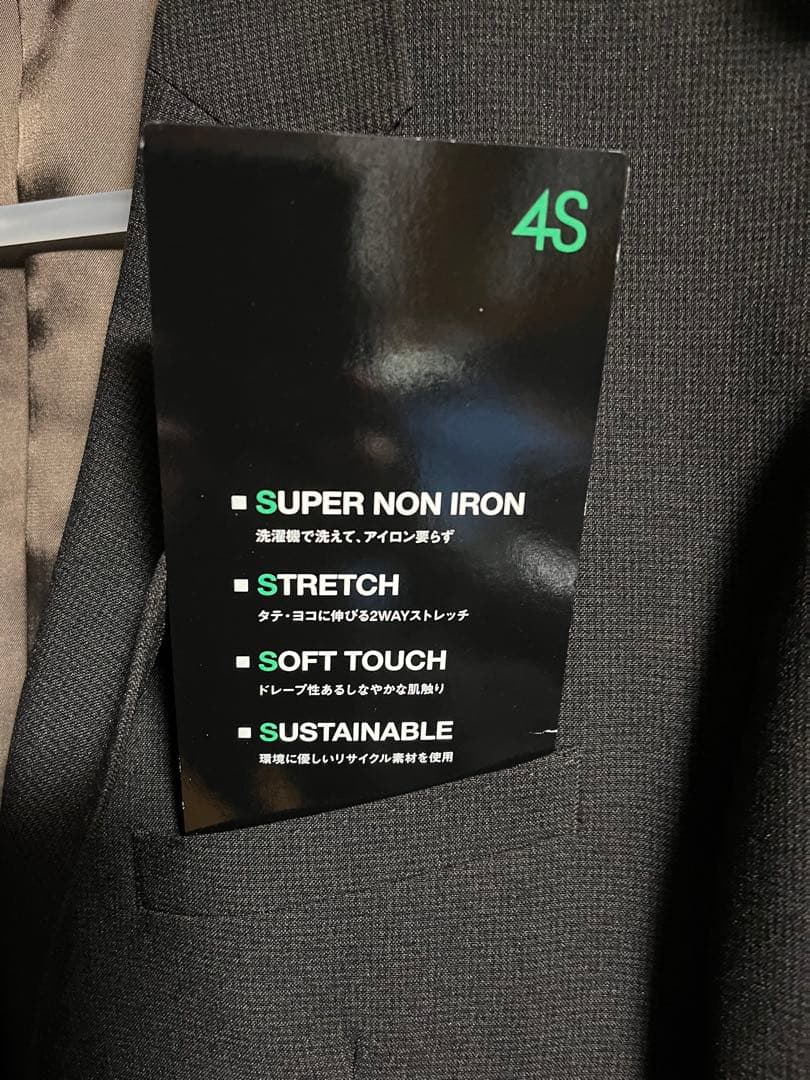 4S
SUPER NON IRON
洗濯機で洗えて、アイロン要らず
STRETCH
タテ・ヨコに伸びる2WAYストレッチ
SOFT TOUCH
ドレープ性あるしなやかな肌触り
SUSTAINABLE
環境に優しいリサイクル素材を使用